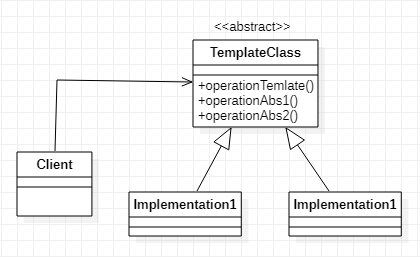 <<abstract>>
TemplateClass
+operationTemlate()
+operationAbs1()
+operationAbs2()
Client
Implementation1
Implementation1